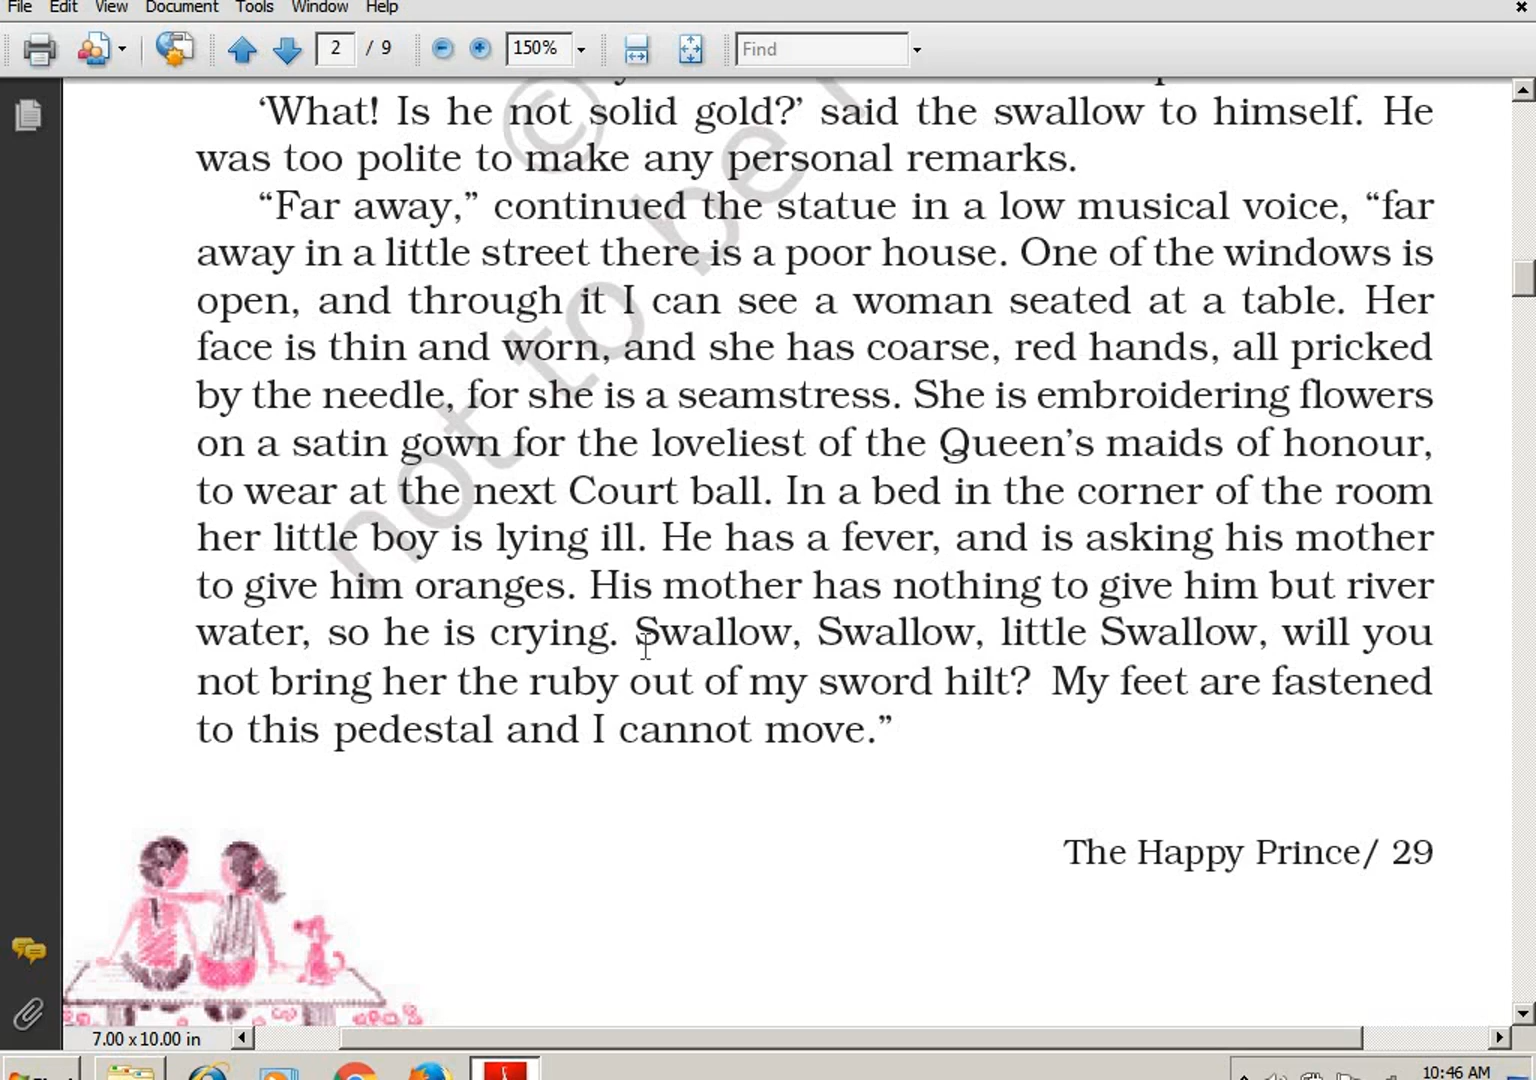 File Edit View Document Tools Window Help
2 / 9 150% Find
‘What! Is he not solid gold?’ said the swallow to himself. He
was too polite to make any personal remarks.
“Far away,” continued the statue in a low musical voice, “far
away in a little street there is a poor house. One of the windows is
open, and through it I can see a woman seated at a table. Her
face is thin and worn, and she has coarse, red hands, all pricked
by the needle, for she is a seamstress. She is embroidering flowers
on a satin gown for the loveliest of the Queen’s maids of honour,
to wear at the next Court ball. In a bed in the corner of the room
her little boy is lying ill. He has a fever, and is asking his mother
to give him oranges. His mother has nothing to give him but river
water, so he is crying. Swallow, Swallow, little Swallow, will you
not bring her the ruby out of my sword hilt? My feet are fastened
to this pedestal and I cannot move.”
The Happy Prince/ 29
© not to be
7.00 x 10.00 in
10:46 AM